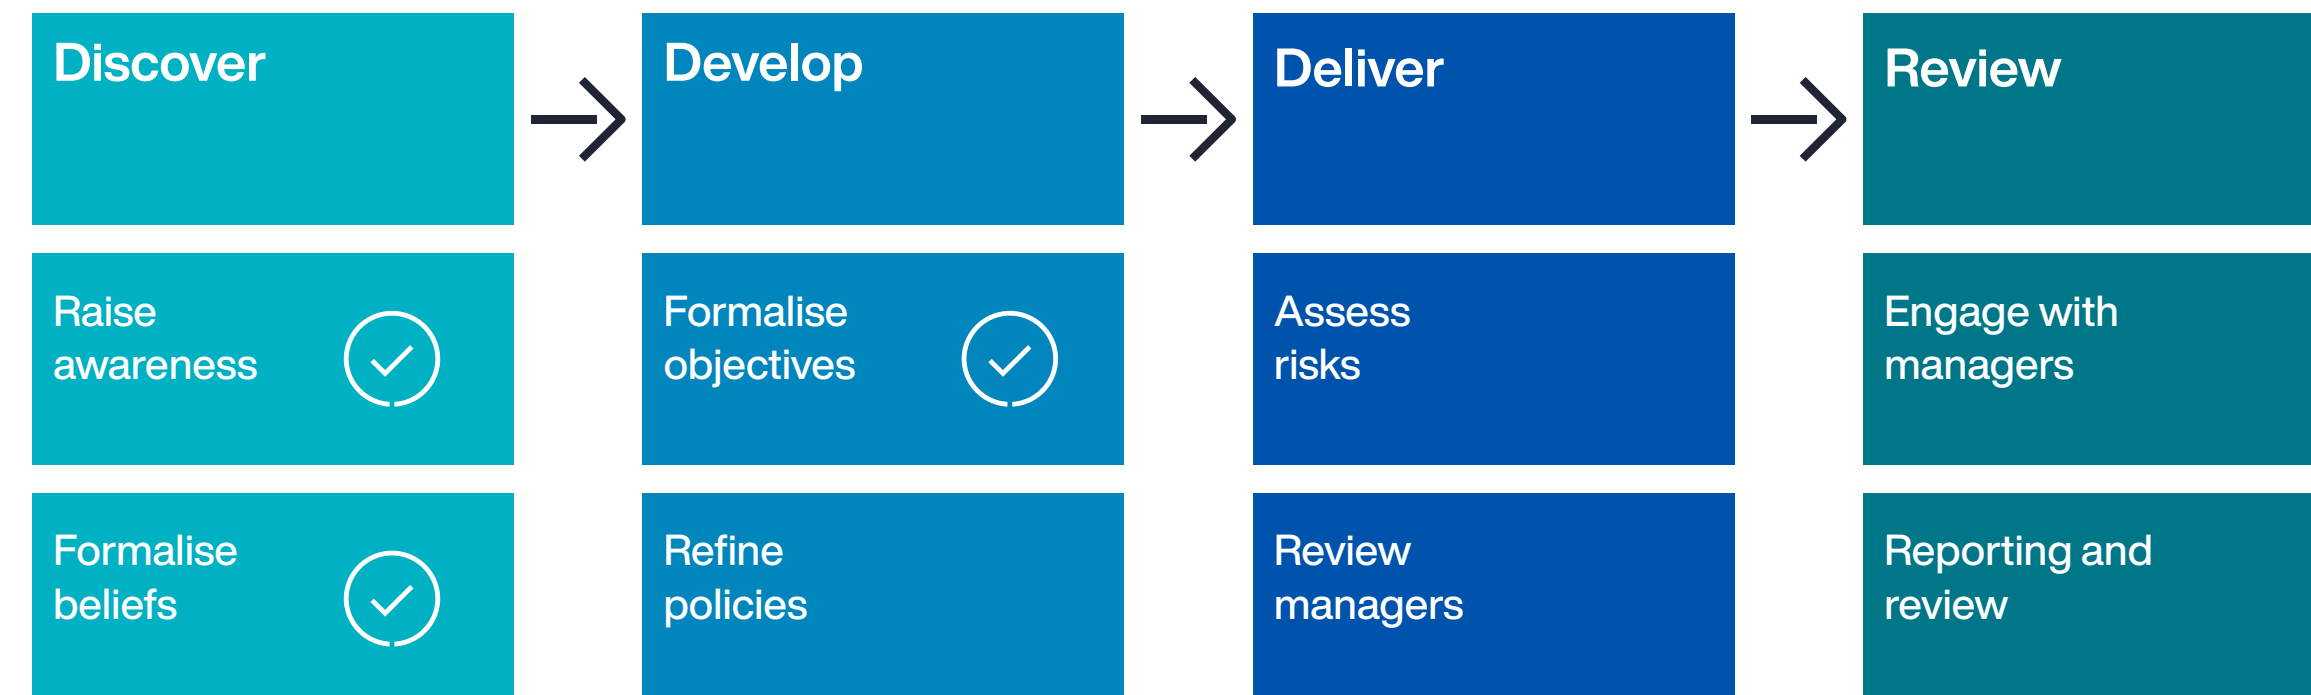 Discover
Develop
Deliver
Review
Raise
awareness
Formalise
objectives
Assess
risks
Engage with
managers
Formalise
beliefs
Refine
policies
Review
managers
Reporting and
review